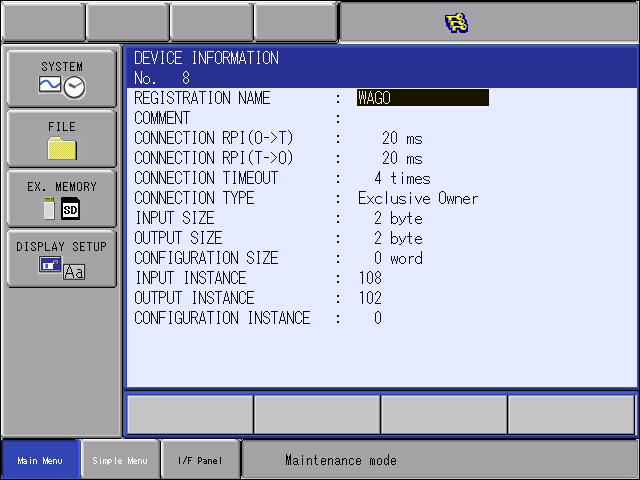 SYSTEM
FILE
EX. MEMORY
SD
DISPLAY SETUP
Aa
DEVICE INFORMATION
No. 8
REGISTRATION NAME : WAGO
COMMENT :
CONNECTION RPI(O->T) : 20 ms
CONNECTION RPI(T->O) : 20 ms
CONNECTION TIMEOUT : 4 times
CONNECTION TYPE : Exclusive Owner
INPUT SIZE : 2 byte
OUTPUT SIZE : 2 byte
CONFIGURATION SIZE : 0 word
INPUT INSTANCE : 108
OUTPUT INSTANCE : 102
CONFIGURATION INSTANCE : 0
Main Menu
Simple Menu
I/F Panel
Maintenance mode